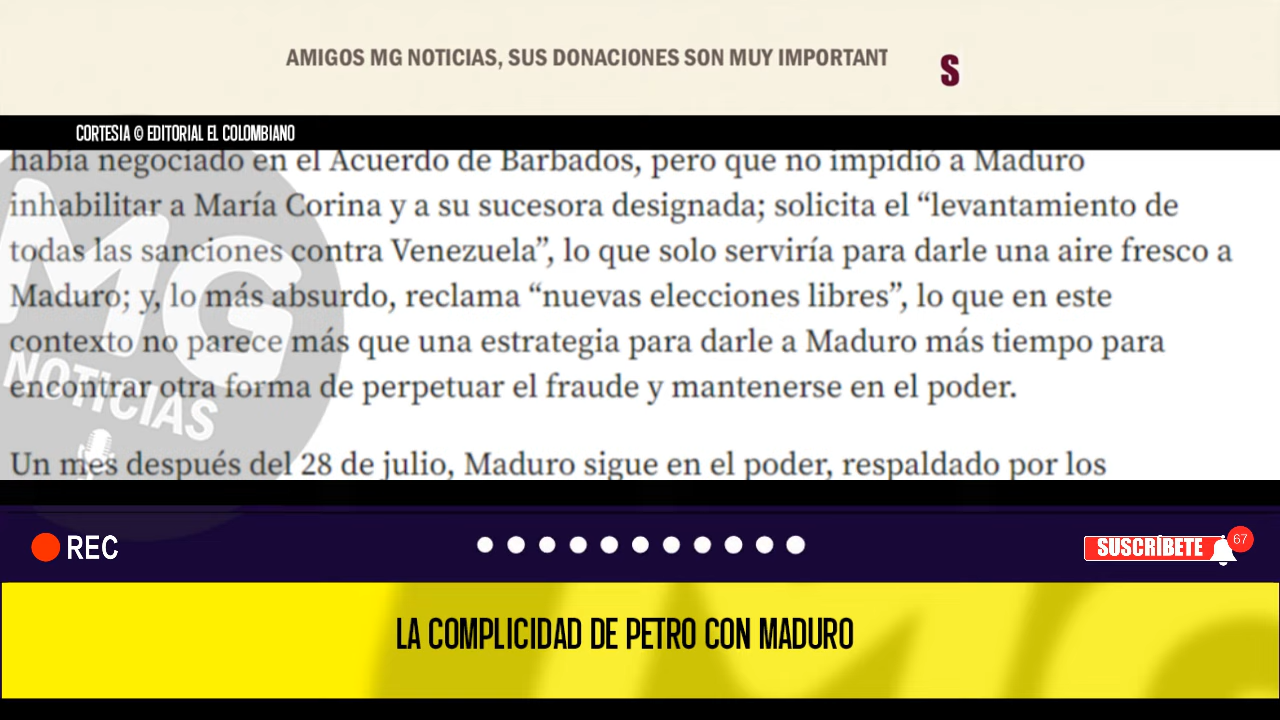 AMIGOS MG NOTICIAS, SUS DONACIONES SON MUY IMPORTANT S
CORTESIA © EDITORIAL EL COLOMBIANO
había negociado en el Acuerdo de Barbados, pero que no impidió a Maduro
inhabilitar a María Corina y a su sucesora designada; solicita el “levantamiento de
todas las sanciones contra Venezuela”, lo que solo serviría para darle una aire fresco a
Maduro; y, lo más absurdo, reclama “nuevas elecciones libres”, lo que en este
contexto no parece más que una estrategia para darle a Maduro más tiempo para
encontrar otra forma de perpetuar el fraude y mantenerse en el poder.
Un mes después del 28 de julio, Maduro sigue en el poder, respaldado por los
MG
NOTICIAS
REC
SUSCRÍBETE 67
LA COMPLICIDAD DE PETRO CON MADURO